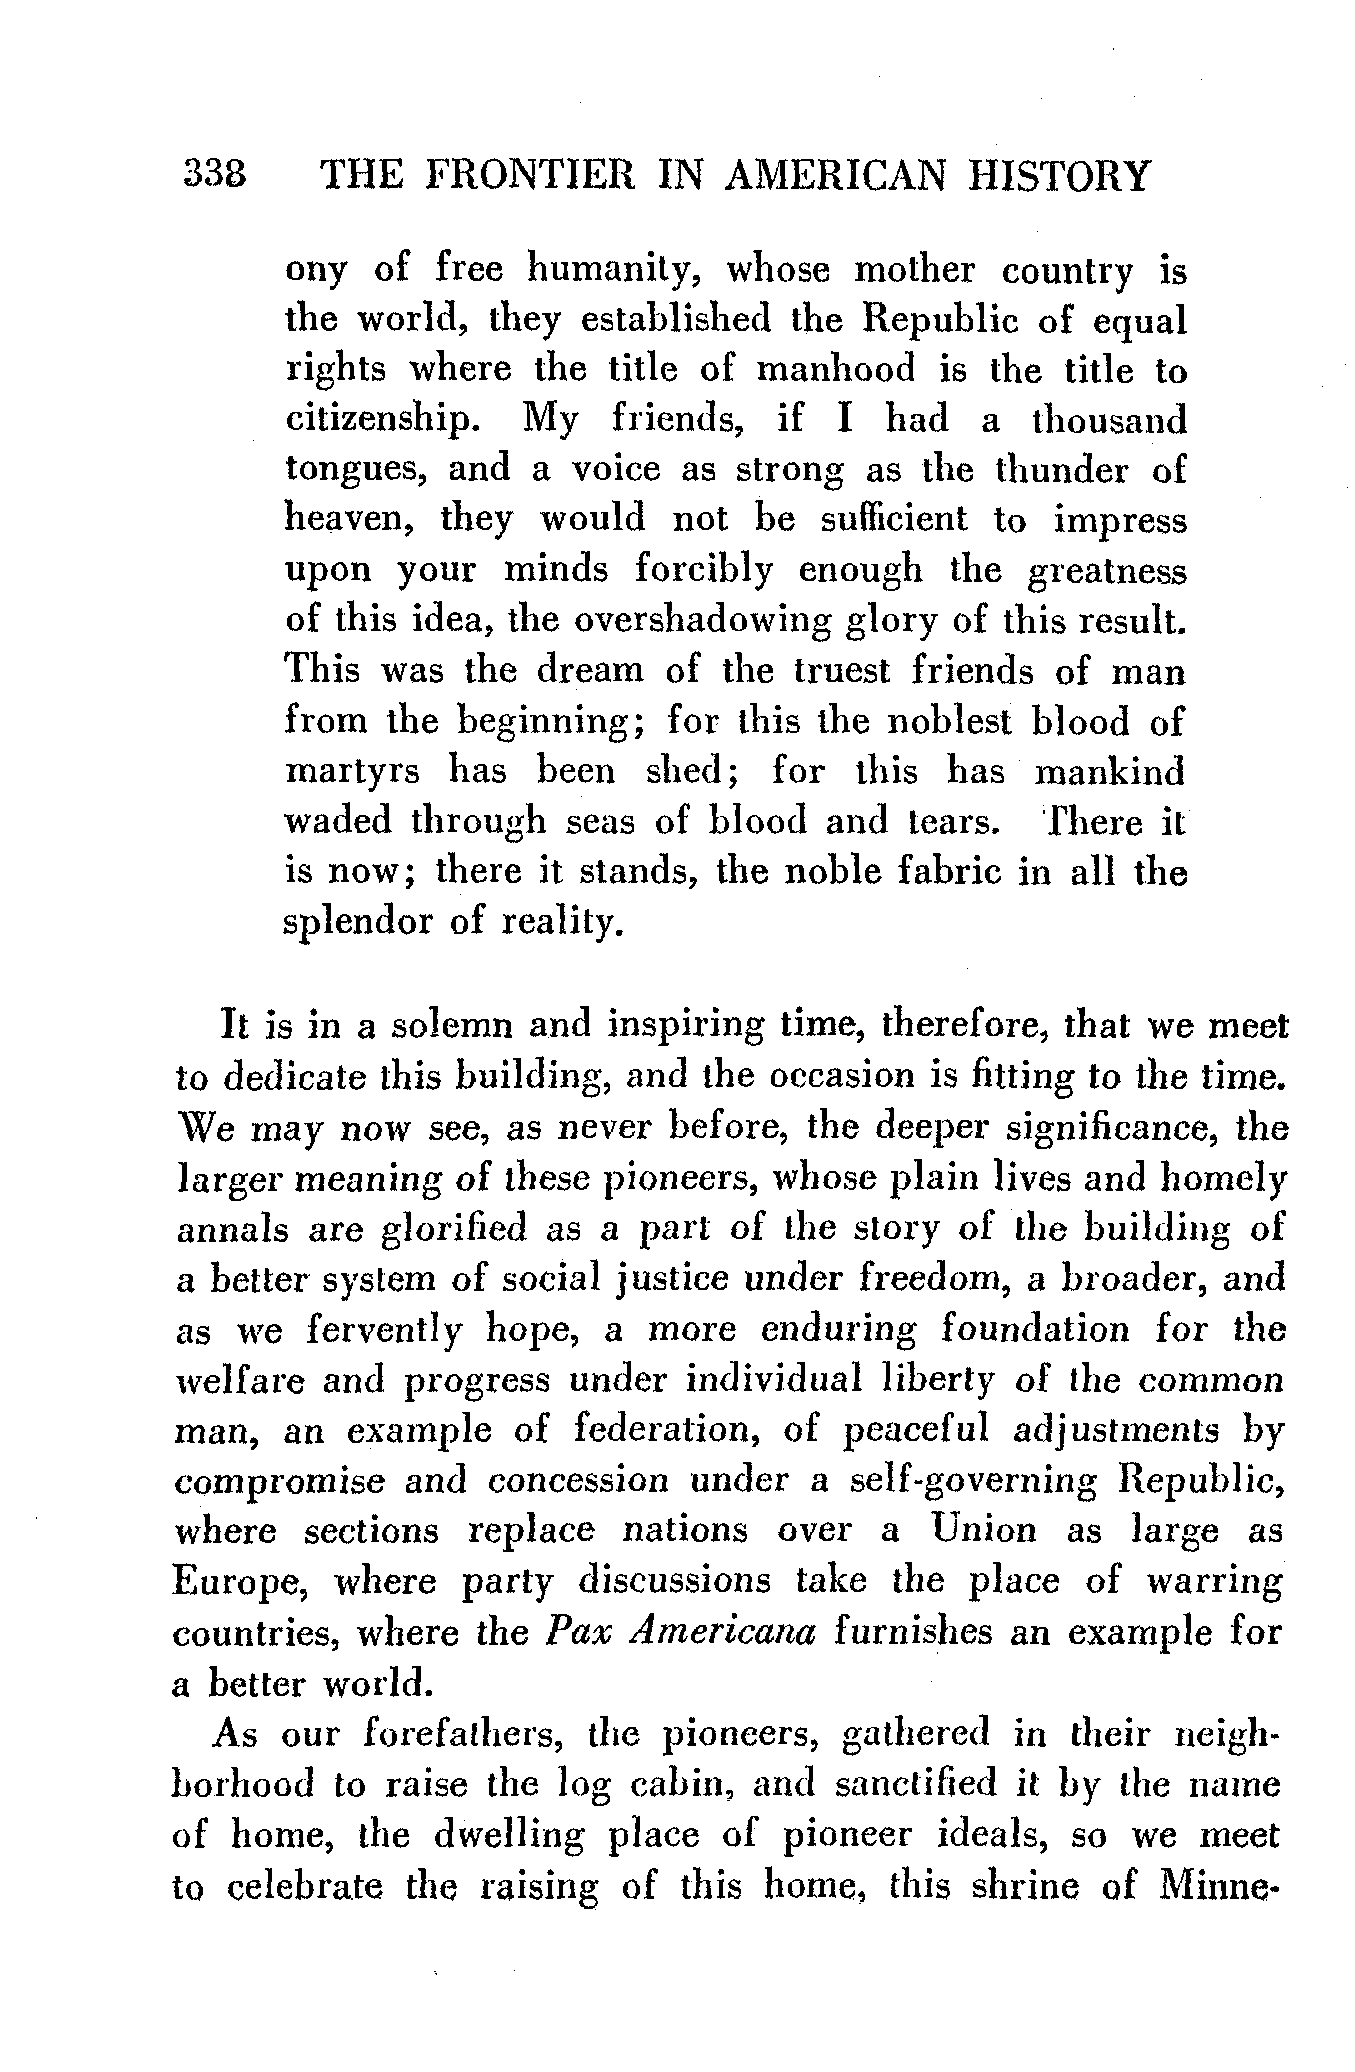 338 THE FRONTIER IN AMERICAN HISTORY
ony of free humanity, whose mother country is
the world, they established the Republic of equal
rights where the title of manhood is the title to
citizenship. My friends, if I had a thousand
tongues, and a voice as strong as the thunder of
heaven, they would not be sufficient to impress
upon your minds forcibly enough the greatness
of this idea, the overshadowing glory of this result.
This was the dream of the truest friends of man
from the beginning; for this the noblest blood of
martyrs has been shed; for this has mankind
waded through seas of blood and tears. There it
is now; there it stands, the noble fabric in all the
splendor of reality.
It is in a solemn and inspiring time, therefore, that we meet
to dedicate this building, and the occasion is fitting to the time.
We may now see, as never before, the deeper significance, the
larger meaning of these pioneers, whose plain lives and homely
annals are glorified as a part of the story of the building of
a better system of social justice under freedom, a broader, and
as we fervently hope, a more enduring foundation for the
welfare and progress under individual liberty of the common
man, an example of federation, of peaceful adjustments by
compromise and concession under a self-governing Republic,
where sections replace nations over a Union as large as
Europe, where party discussions take the place of warring
countries, where the Pax Americana furnishes an example for
a better world.
As our forefathers, the pioneers, gathered in their neigh-
borhood to raise the log cabin, and sanctified it by the name
of home, the dwelling place of pioneer ideals, so we meet
to celebrate the raising of this home, this shrine of Minne-